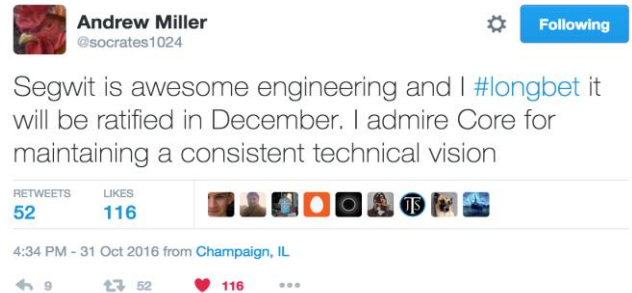 Andrew Miller
@socrates1024
Following
Segwit is awesome engineering and I #longbet it
will be ratified in December. I admire Core for
maintaining a consistent technical vision
RETWEETS LIKES
52 116
TJS
4:34 PM - 31 Oct 2016 from Champaign, IL
9 52 116